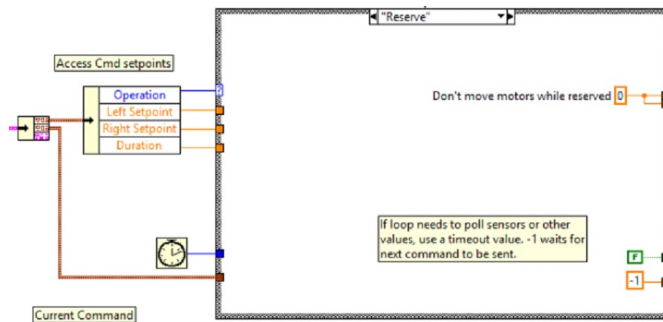 "Reserve"
Access Cmd setpoints
Operation
Left Setpoint
Right Setpoint
Duration
?
Don't move motors while reserved
0
If loop needs to poll sensors or other
values, use a timeout value. -1 waits for
next command to be sent.
F
-1
Current Command